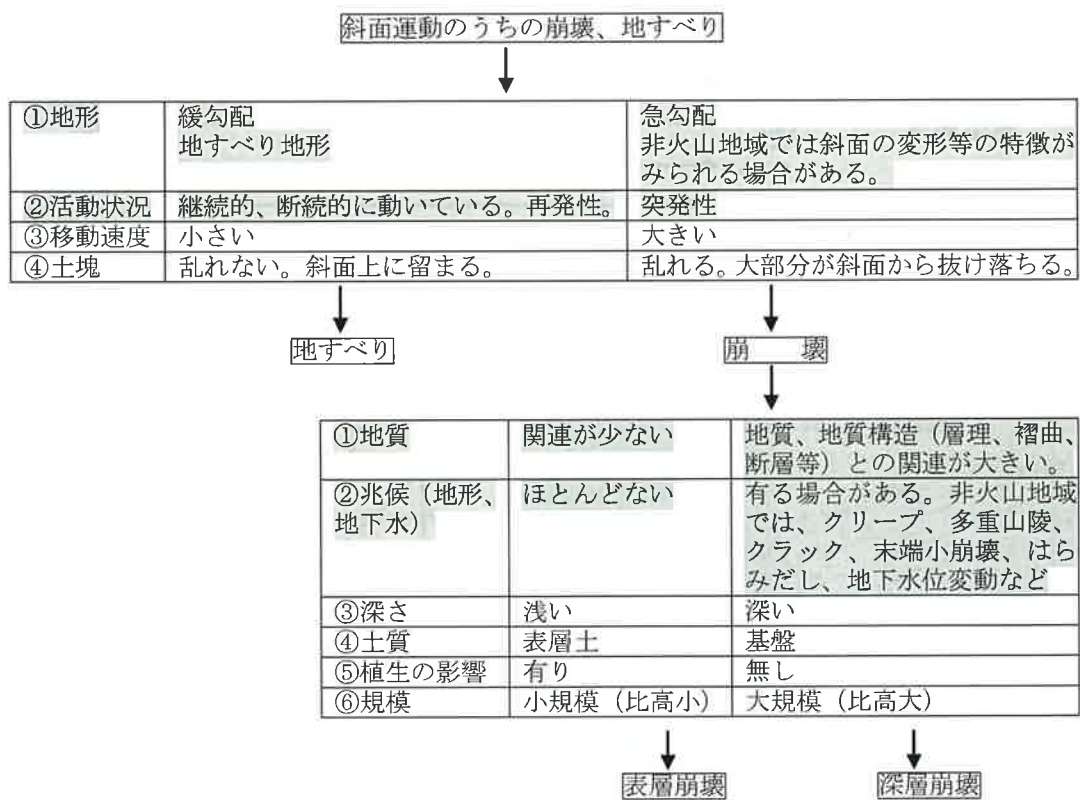 斜面運動のうちの崩壊、地すべり
①地形
緩勾配
地すべり地形
急勾配
非火山地域では斜面の変形等の特徴が
みられる場合がある。
②活動状況
継続的、断続的に動いている。再発性。
突発性
③移動速度
小さい
大きい
④土塊
乱れない。斜面上に留まる。
乱れる。大部分が斜面から抜け落ちる。
地すべり
崩 壊
①地質
関連が少ない
地質、地質構造（層理、褶曲、
断層等）との関連が大きい。
②兆候（地形、
地下水）
ほとんどない
有る場合がある。非火山地域
では、クリープ、多重山陵、
クラック、末端小崩壊、はら
みだし、地下水位変動など
③深さ
浅い
深い
④土質
表層土
基盤
⑤植生の影響
有り
無し
⑥規模
小規模（比高小）
大規模（比高大）
表層崩壊
深層崩壊